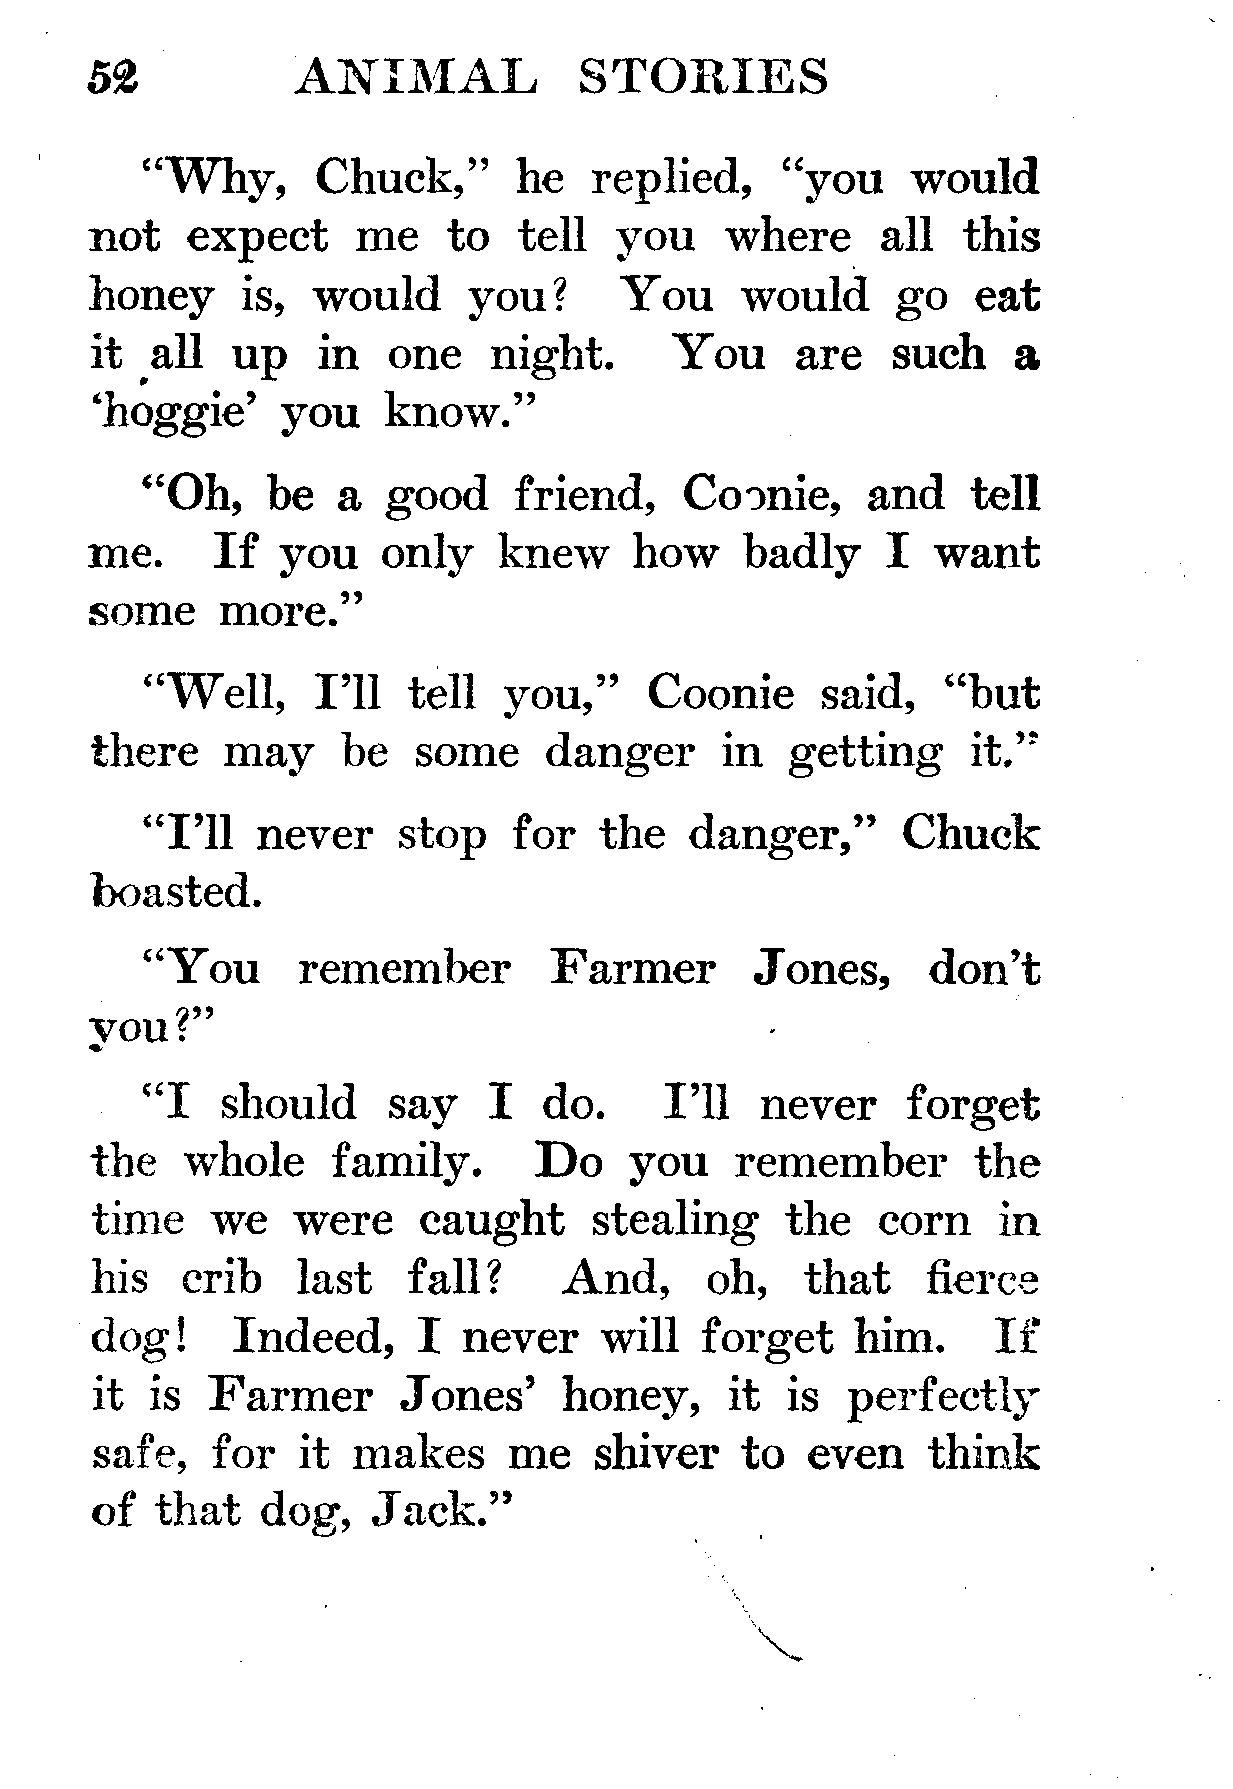 52 ANIMAL STORIES
“Why, Chuck,” he replied, “you would
not expect me to tell you where all this
honey is, would you? You would go eat
it all up in one night. You are such a
‘hoggie’ you know.”
“Oh, be a good friend, Coonie, and tell
me. If you only knew how badly I want
some more.”
“Well, I’ll tell you,” Coonie said, “but
there may be some danger in getting it.”
“I’ll never stop for the danger,” Chuck
boasted.
“You remember Farmer Jones, don’t
you?”
“I should say I do. I’ll never forget
the whole family. Do you remember the
time we were caught stealing the corn in
his crib last fall? And, oh, that fierce
dog! Indeed, I never will forget him. If
it is Farmer Jones’ honey, it is perfectly
safe, for it makes me shiver to even think
of that dog, Jack.”